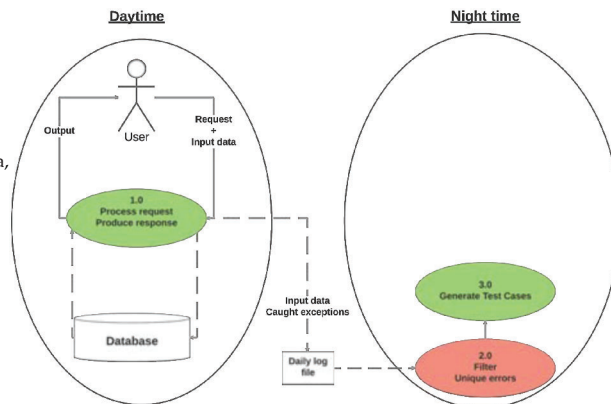 Daytime
Night time
Output
Request
+
Input data
User
a,
1.0
Process request
Produce response
Database
Input data
Caught exceptions
Daily log
file
3.0
Generate Test Cases
2.0
Filter
Unique errors